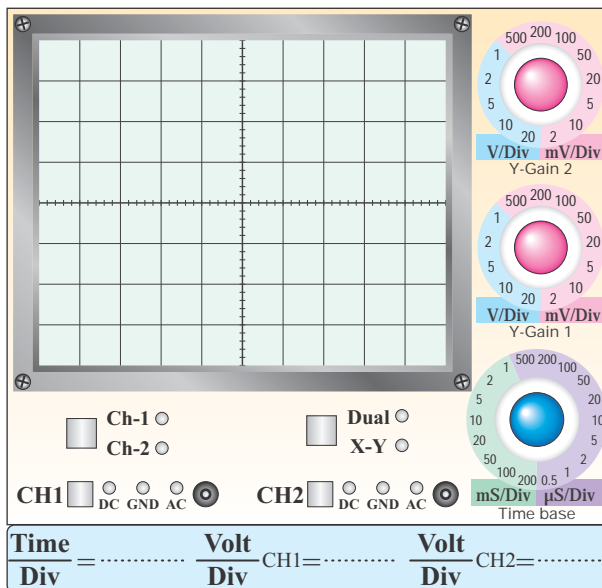 500 200 100
1 50
2 20
5 5
10 10
20 2
V/Div mV/Div
Y-Gain 2
500 200 100
1 50
2 20
5 5
10 10
20 2
V/Div mV/Div
Y-Gain 1
1 500 200 100
2 50
5 20
10 10
20 5
50 2
100 200 0.5 1
mS/Div µS/Div
Time base
Ch-1
Ch-2
Dual
X-Y
CH1 DC GND AC
CH2 DC GND AC
Time/Div = ............ Volt/Div CH1=............ Volt/Div CH2=............